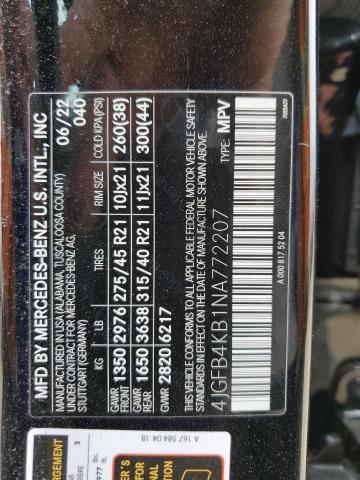 MFD BY MERCEDES-BENZ U.S. INTL., INC
MANUFACTURED IN USA (ALABAMA, TUSCALOOSA COUNTY)
UNDER CONTRACT FOR MERCEDES-BENZ AG,
STUTTGART (GERMANY)
06/22
040
KG LB TIRES RIM SIZE COLD KPA(PSI)
GAWR FRONT 1350 2976 275/45 R21 10Jx21 260(38)
GAWR REAR 1650 3638 315/40 R21 11Jx21 300(44)
GVWR 2820 6217
THIS VEHICLE CONFORMS TO ALL APPLICABLE FEDERAL MOTOR VEHICLE SAFETY
STANDARDS IN EFFECT ON THE DATE OF MANUFACTURE SHOWN ABOVE.
4JGFB4KB1NA772207 TYPE: MPV
A 000 817 52 04
A 167 584 04 18